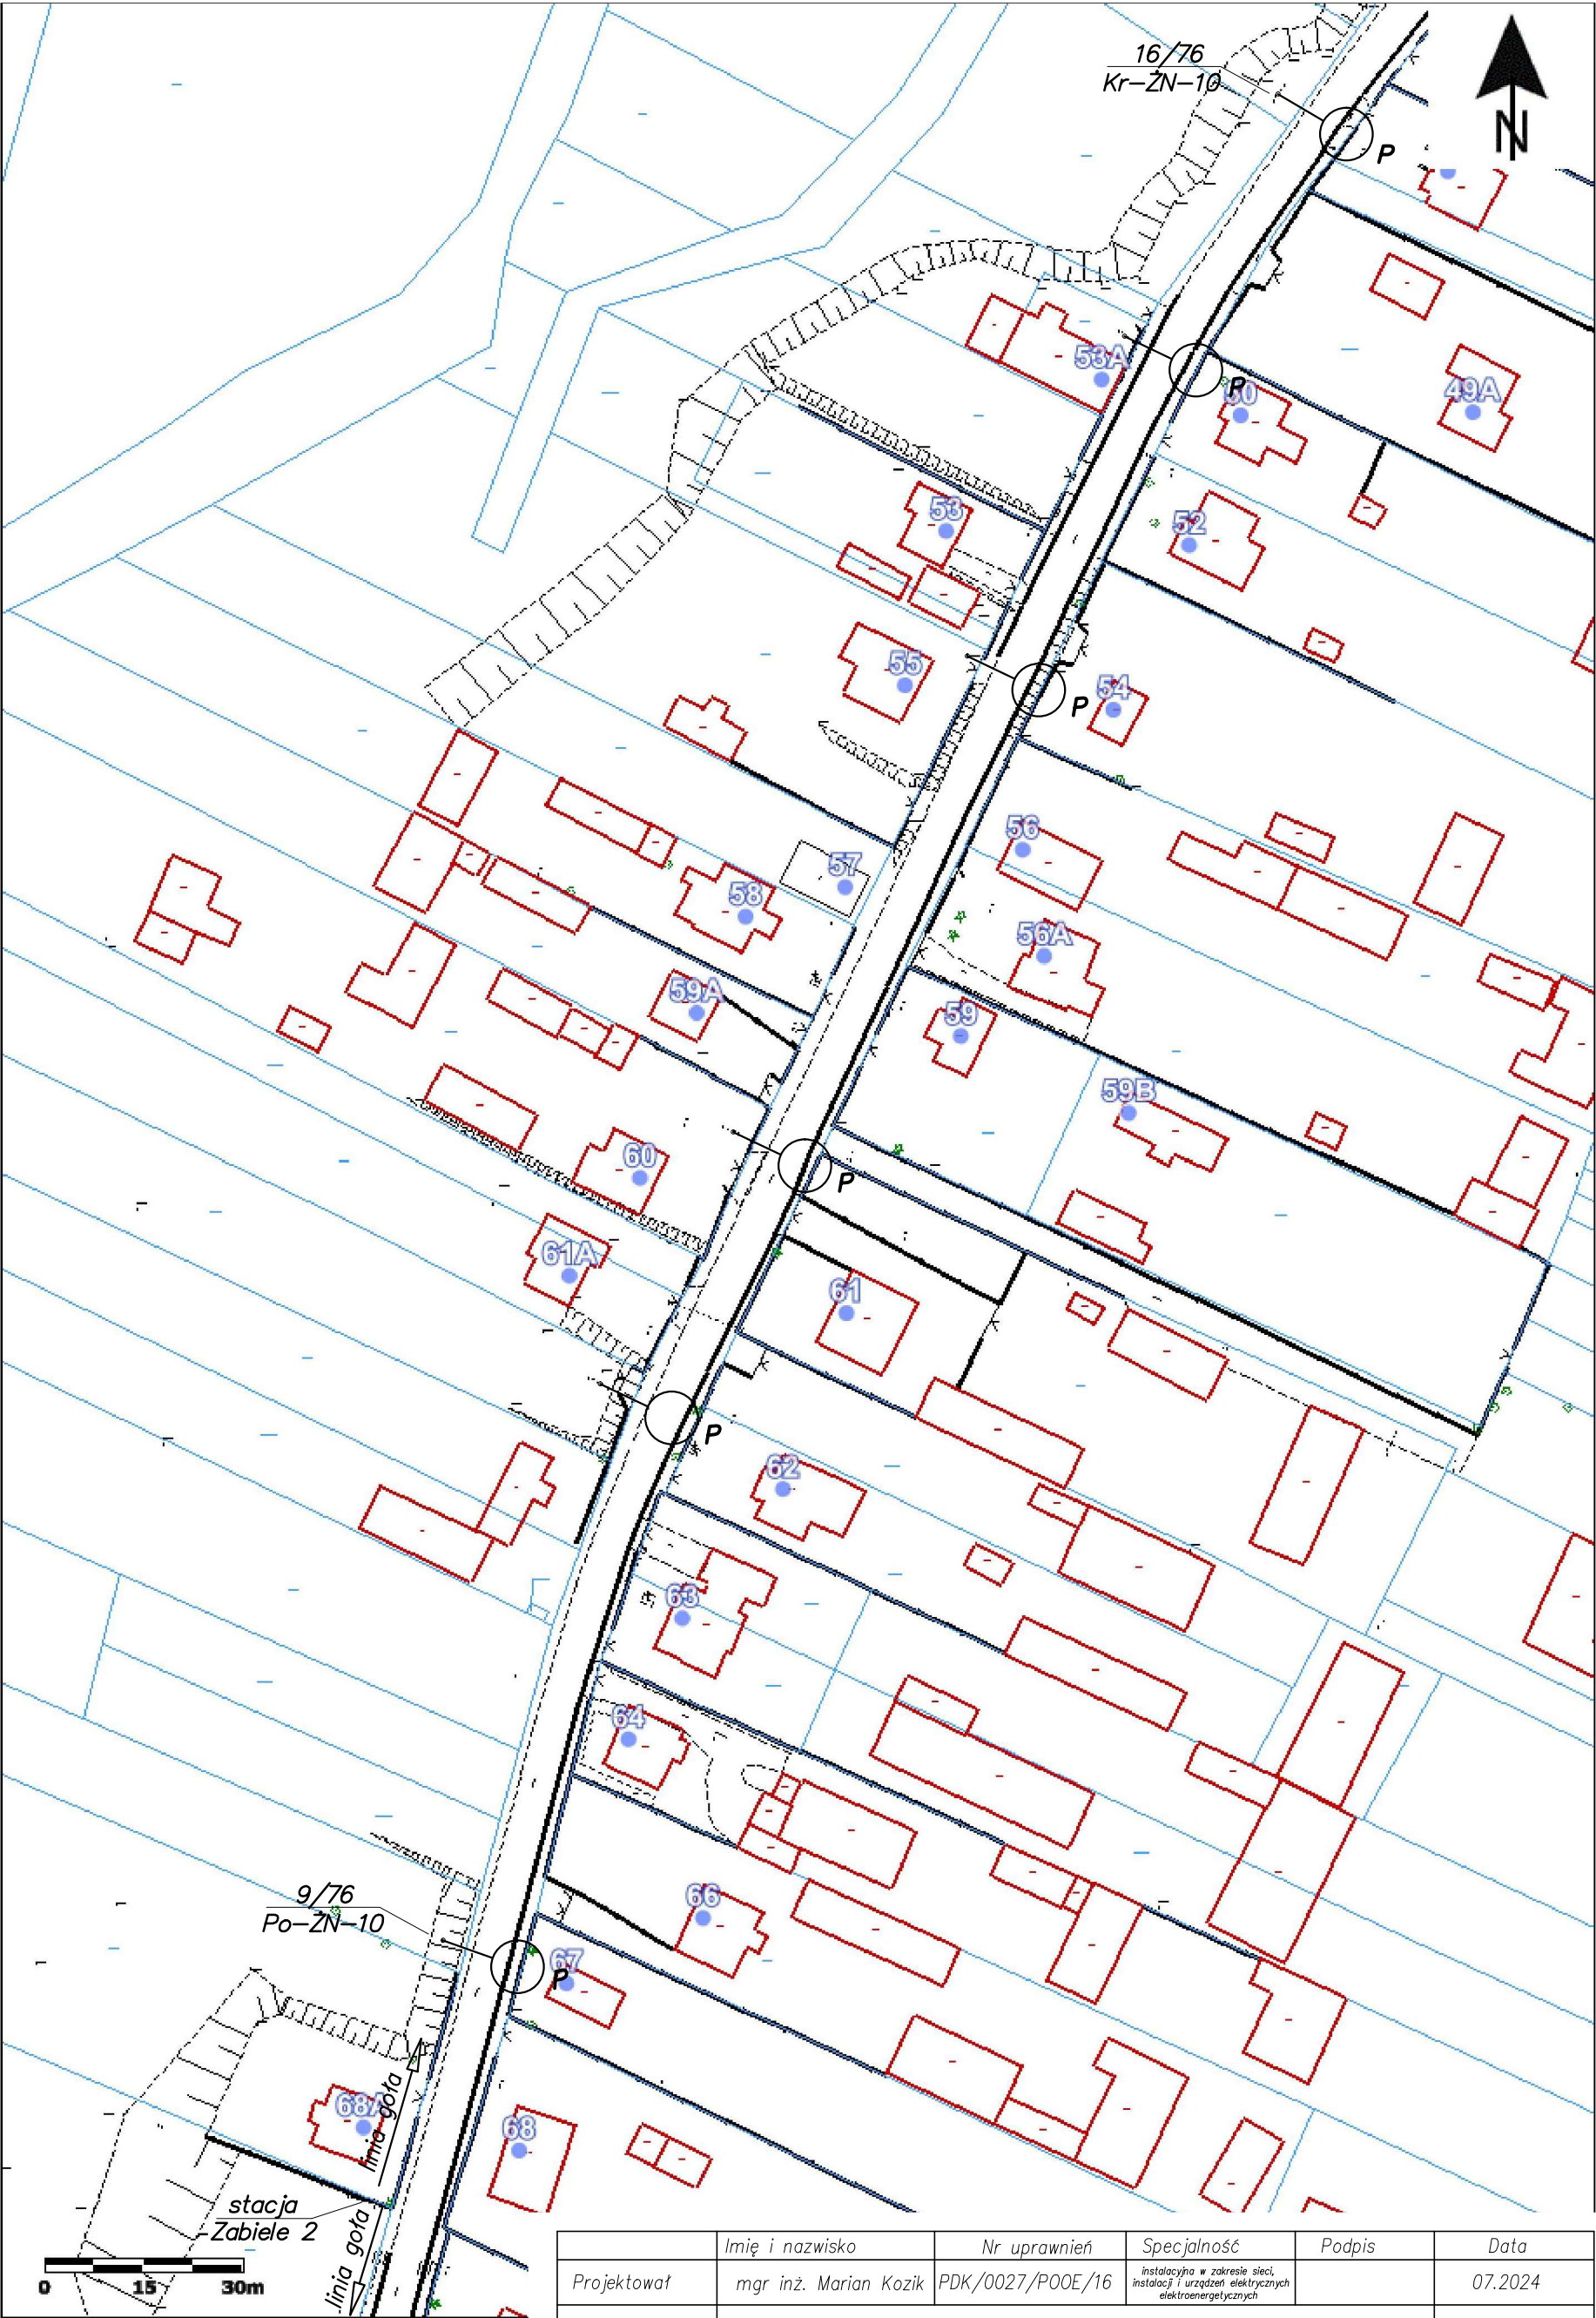 16/76
Kr-ŻN-10
N
P
53A
P
50
49A
53
52
55
54
P
56
57
58
56A
59A
59
59B
60
P
61A
61
P
62
63
64
9/76
Po-ŻN-10
66
67
P
68A
linia goła
68
stacja
Zabiele 2
linia goła
0 15 30m
Imię i nazwisko Nr uprawnień Specjalność Podpis Data
Projektował mgr inż. Marian Kozik PDK/0027/POOE/16 instalacyjna w zakresie sieci, instalacji i urządzeń elektrycznych elektroenergetycznych 07.2024